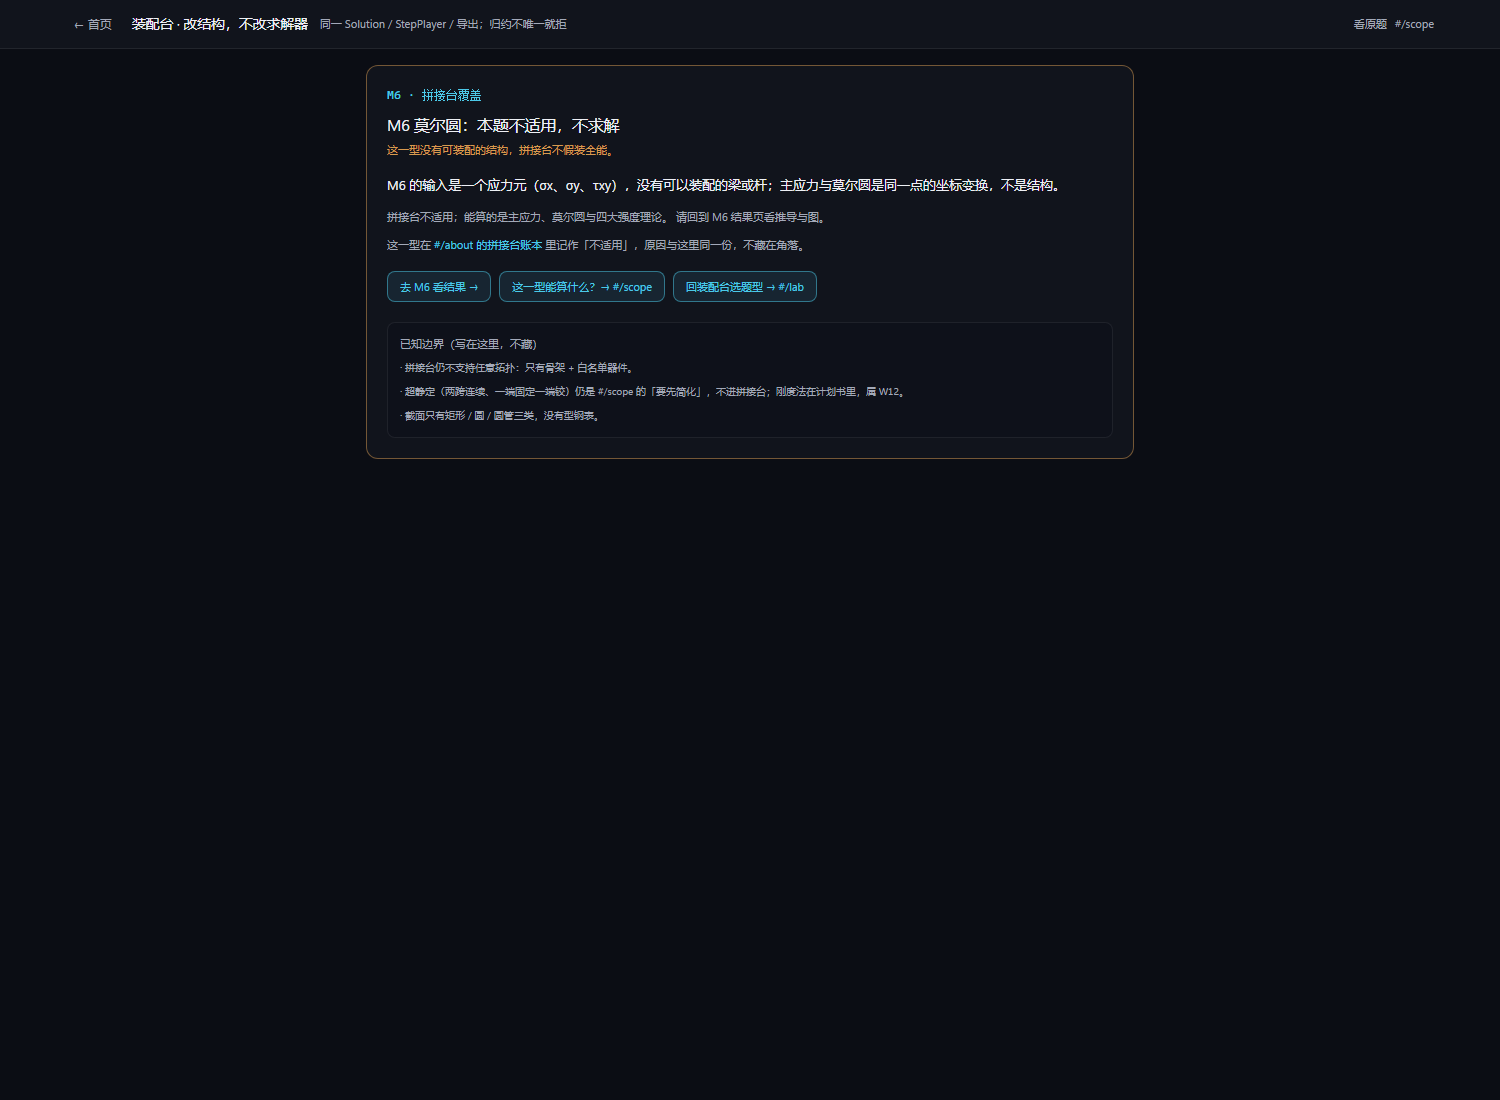 ← 首页 装配台 · 改结构，不改求解器 同一 Solution / StepPlayer / 导出；归约不唯一就拒 看原题 #/scope
M6 · 拼接台覆盖
M6 莫尔圆：本题不适用，不求解
这一型没有可装配的结构，拼接台不假装全能。
M6 的输入是一个应力元（σx、σy、τxy），没有可以装配的梁或杆；主应力与莫尔圆是同一点的坐标变换，不是结构。
拼接台不适用；能算的是主应力、莫尔圆与四大强度理论。 请回到 M6 结果页看推导与图。
这一型在 #/about 的拼接台账本 里记作「不适用」，原因与这里同一份，不藏在角落。
去 M6 看结果 → 这一型能算什么？→ #/scope 回装配台选题型 → #/lab
已知边界（写在这里，不藏）
· 拼接台仍不支持任意拓扑：只有骨架 + 白名单器件。
· 超静定（两跨连续、一端固定一端铰）仍是 #/scope 的「要先简化」，不进拼接台；刚度法在计划书里，属 W12。
· 截面只有矩形 / 圆 / 圆管三类，没有型钢表。